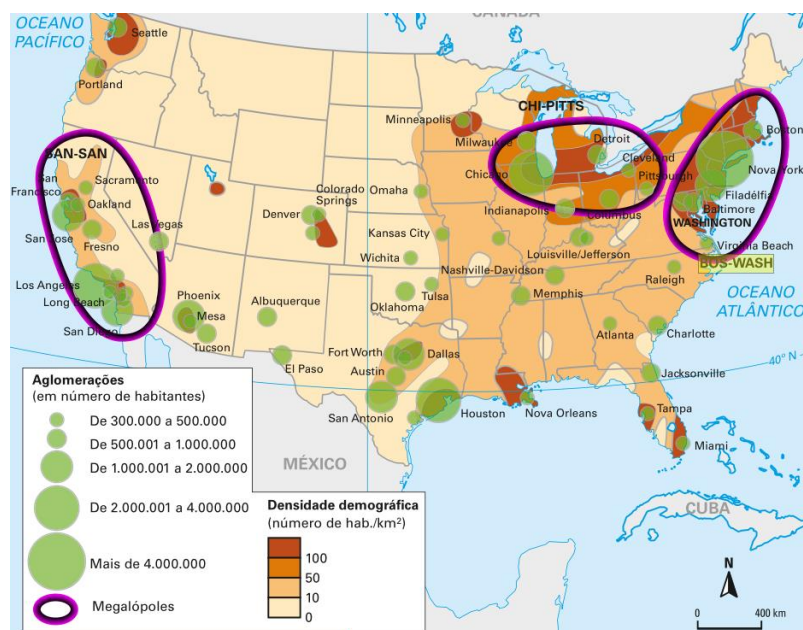 CANADÁ
OCEANO
PACÍFICO
Seattle
Portland
Minneapolis
CHI-PITTS
Milwaukee
Detroit
Boston
Chicago
Cleveland
Pittsburgh
Nova York
Filadélfia
Baltimore
WASHINGTON
Indianapolis
Columbus
Virginia Beach
BOS-WASH
SAN-SAN
San
Francisco
Sacramento
Oakland
San Jose
Fresno
Las Vegas
Los Angeles
Long Beach
San Diego
Colorado
Springs
Denver
Omaha
Kansas City
Wichita
Louisville/Jefferson
Nashville-Davidson
Raleigh
OCEANO
ATLÂNTICO
Phoenix
Mesa
Tucson
Albuquerque
Oklahoma
Tulsa
Memphis
Atlanta
Charlotte
El Paso
Fort Worth
Dallas
Austin
San Antonio
Houston
Nova Orleans
Jacksonville
40° N
Tampa
Miami
MÉXICO
CUBA
Aglomerações
(em número de habitantes)
De 300.000 a 500.000
De 500.001 a 1.000.000
De 1.000.001 a 2.000.000
De 2.000.001 a 4.000.000
Mais de 4.000.000
Megalópoles
Densidade demográfica
(número de hab./km²)
100
50
10
0
N
0 400 km